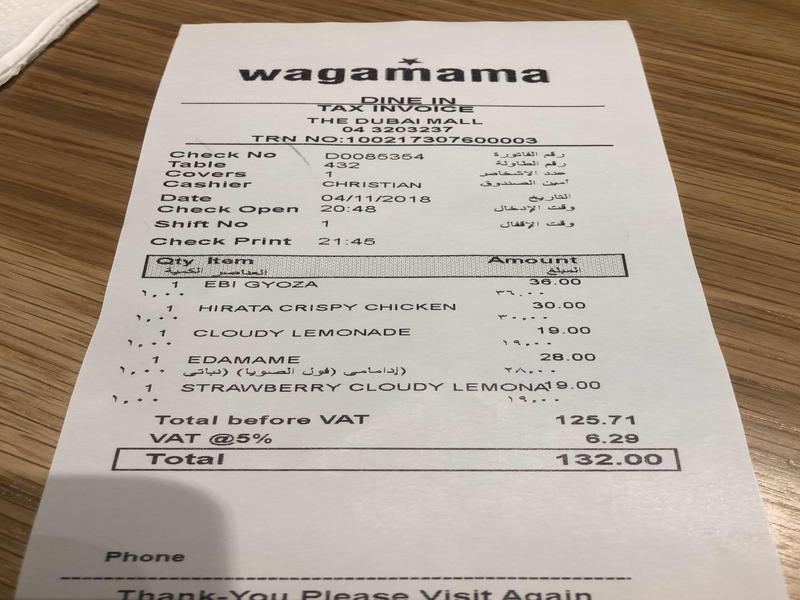 wagamama
DINE IN
TAX INVOICE
THE DUBAI MALL
04 3203237
TRN NO:100217307600003
Check No D0085354 رقم الفاتورة
Table 432 رقم الطاولة
Covers 1 عدد الاشخاصر
Cashier CHRISTIAN أمين الصندوق
Date 04/11/2018 التاريخ
Check Open 20:48 وقت الإدخال
Shift No 1 وقت الإقفال
Check Print 21:45
Qty Item Amount
الكمية العناصر المبلغ
1 EBI GYOZA 36.00
١,٠٠ ٣٦,٠٠
1 HIRATA CRISPY CHICKEN 30.00
١,٠٠ ٣٠,٠٠
1 CLOUDY LEMONADE 19.00
١,٠٠ ١٩,٠٠
1 EDAMAME 28.00
١,٠٠ إدامامي (فول الصويا) (نباتي) ٢٨,٠٠
1 STRAWBERRY CLOUDY LEMONA 19.00
١,٠٠ ١٩,٠٠
Total before VAT 125.71
VAT @5% 6.29
Total 132.00
Phone
Thank-You Please Visit Again